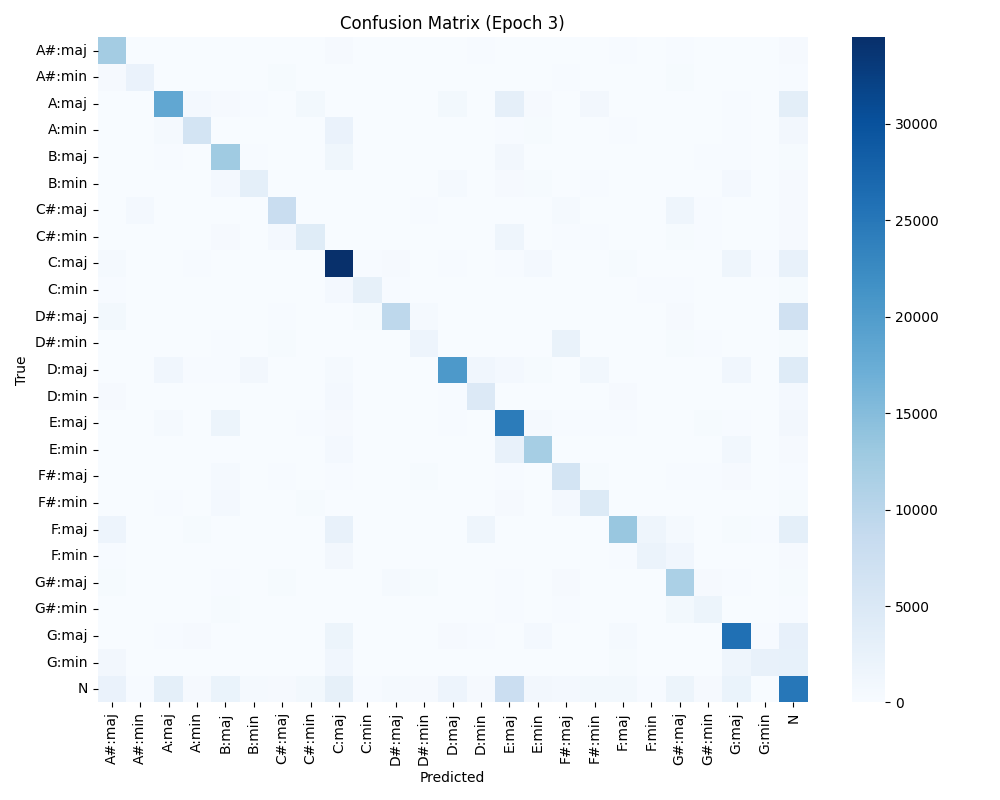 Confusion Matrix (Epoch 3)
True
A#:maj
A#:min
A:maj
A:min
B:maj
B:min
C#:maj
C#:min
C:maj
C:min
D#:maj
D#:min
D:maj
D:min
E:maj
E:min
F#:maj
F#:min
F:maj
F:min
G#:maj
G#:min
G:maj
G:min
N
A#:maj
A#:min
A:maj
A:min
B:maj
B:min
C#:maj
C#:min
C:maj
C:min
D#:maj
D#:min
D:maj
D:min
E:maj
E:min
F#:maj
F#:min
F:maj
F:min
G#:maj
G#:min
G:maj
G:min
N
Predicted
30000
25000
20000
15000
10000
5000
0